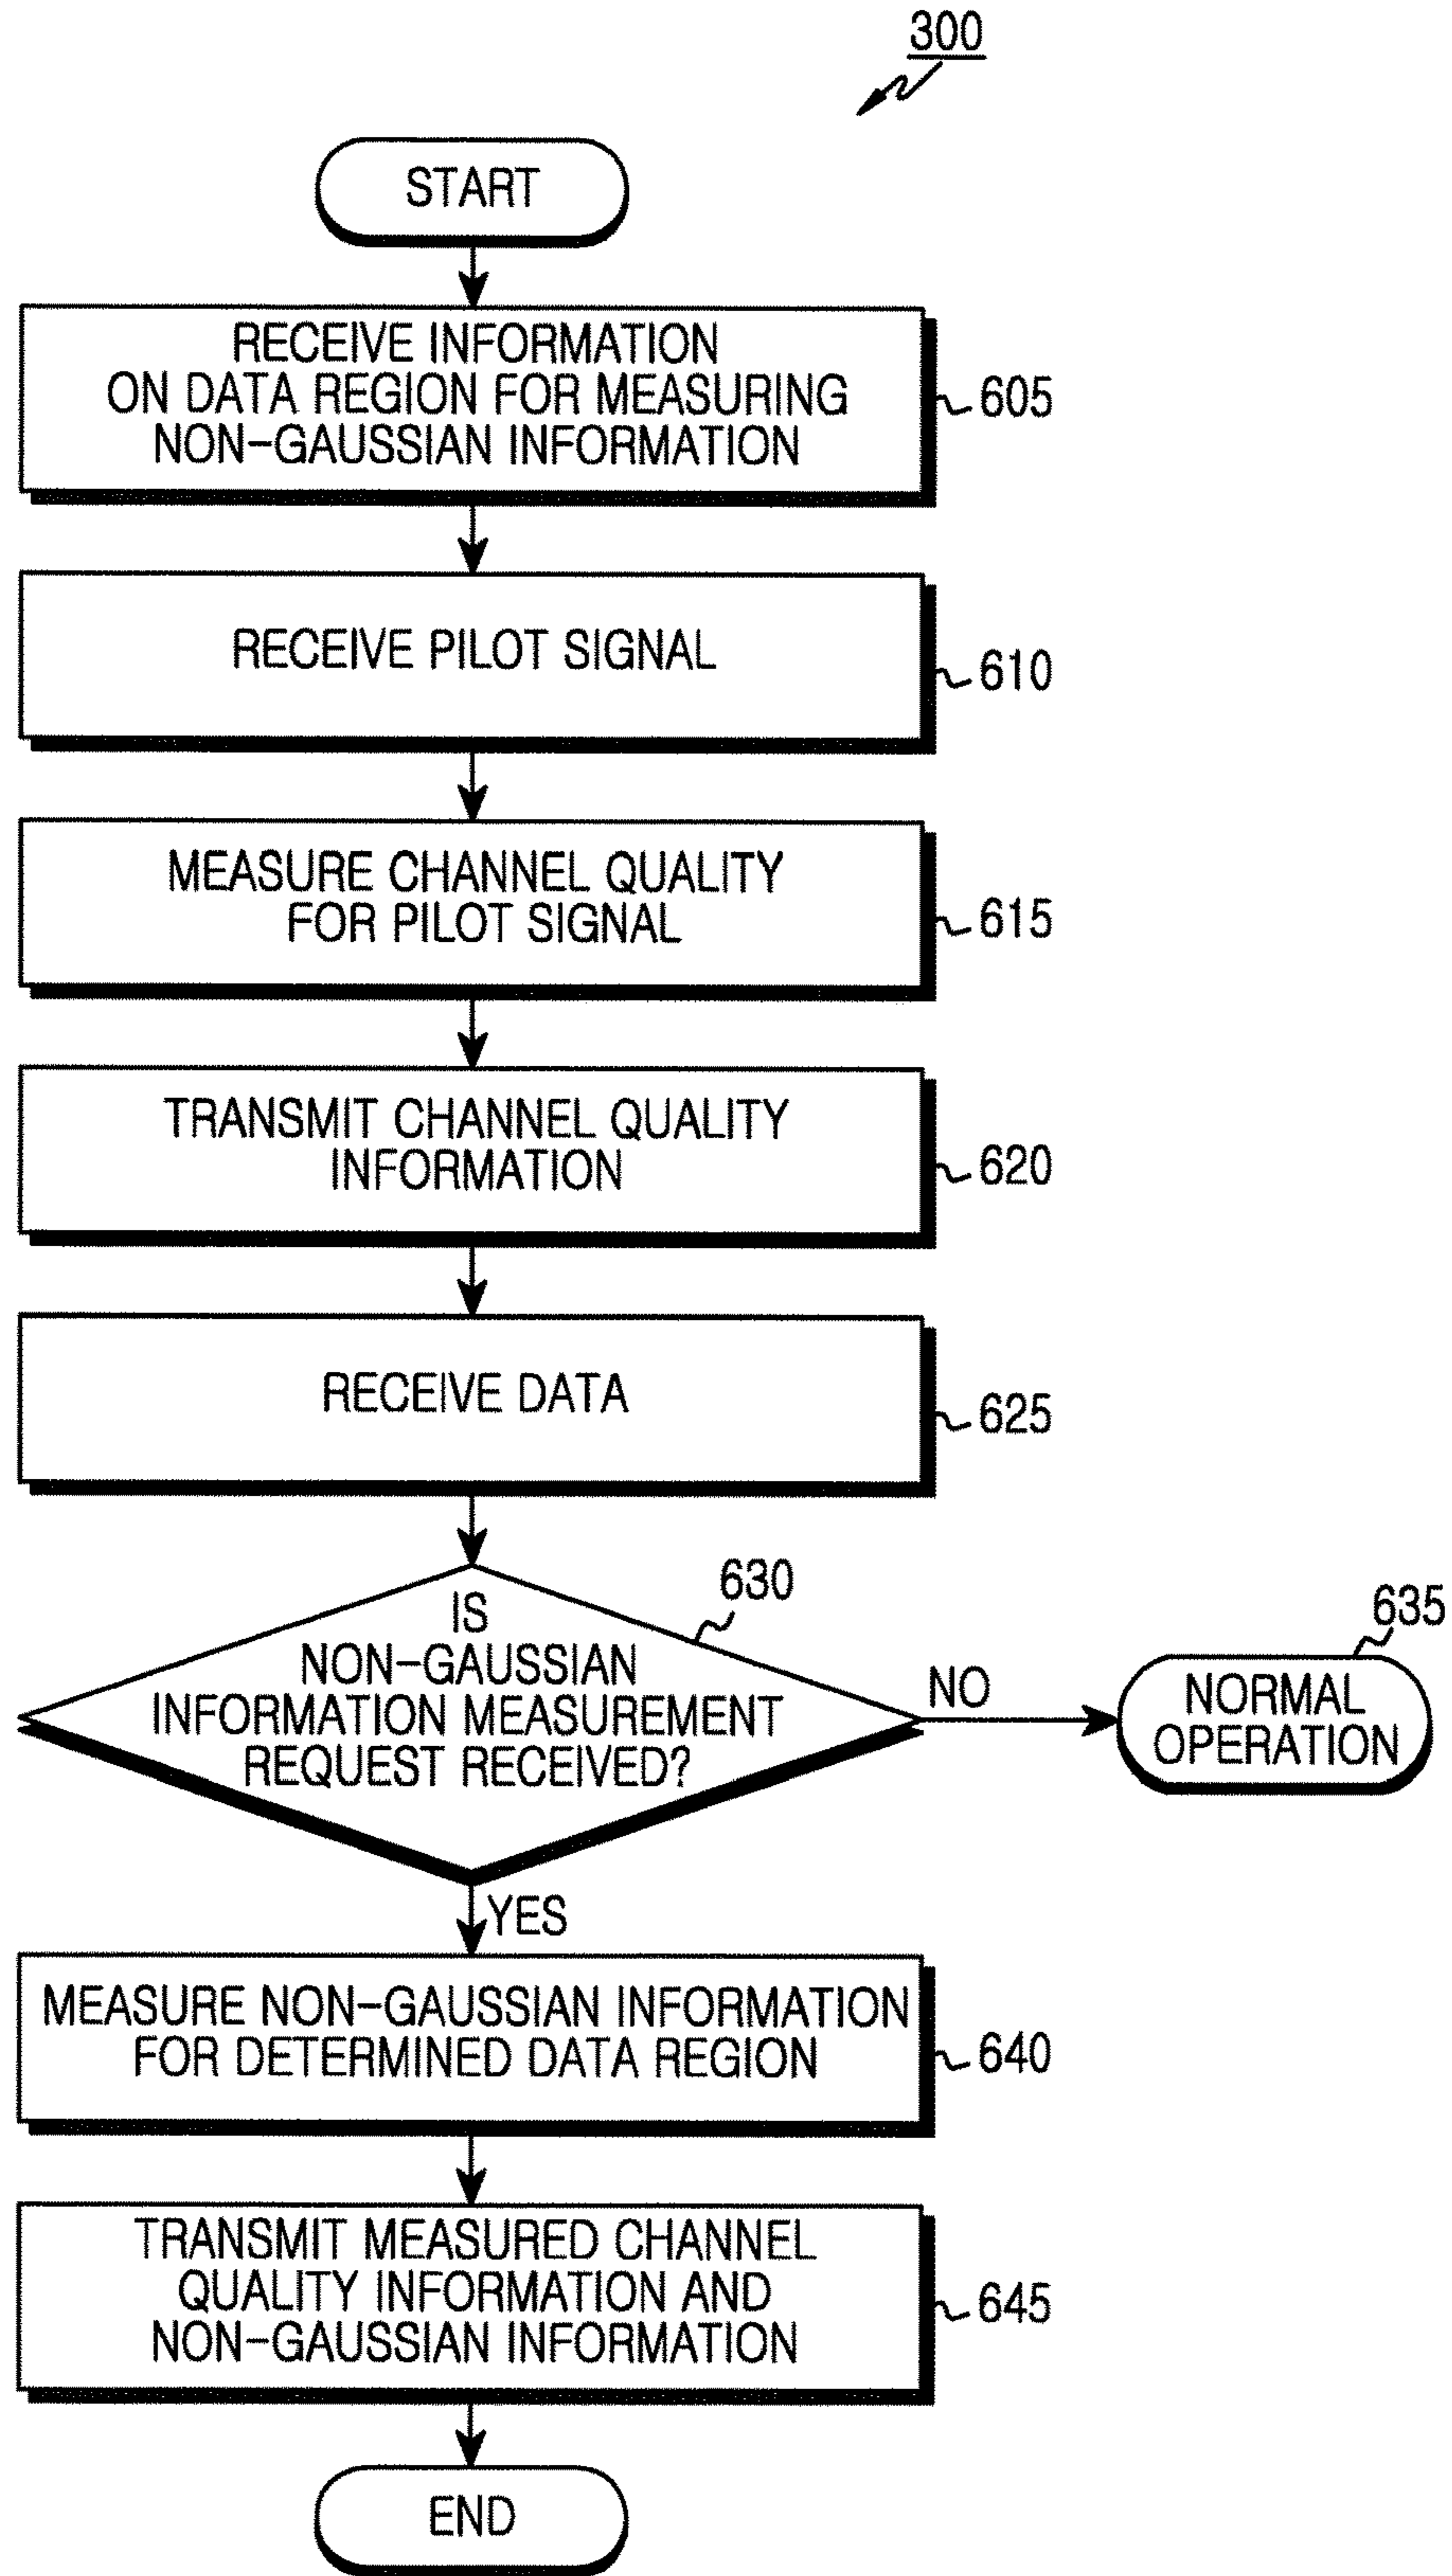 300
START
RECEIVE INFORMATION
ON DATA REGION FOR MEASURING
NON-GAUSSIAN INFORMATION
605
RECEIVE PILOT SIGNAL
610
MEASURE CHANNEL QUALITY
FOR PILOT SIGNAL
615
TRANSMIT CHANNEL QUALITY
INFORMATION
620
RECEIVE DATA
625
IS
NON-GAUSSIAN
INFORMATION MEASUREMENT
REQUEST RECEIVED?
630
NO
635
NORMAL
OPERATION
YES
MEASURE NON-GAUSSIAN INFORMATION
FOR DETERMINED DATA REGION
640
TRANSMIT MEASURED CHANNEL
QUALITY INFORMATION AND
NON-GAUSSIAN INFORMATION
645
END